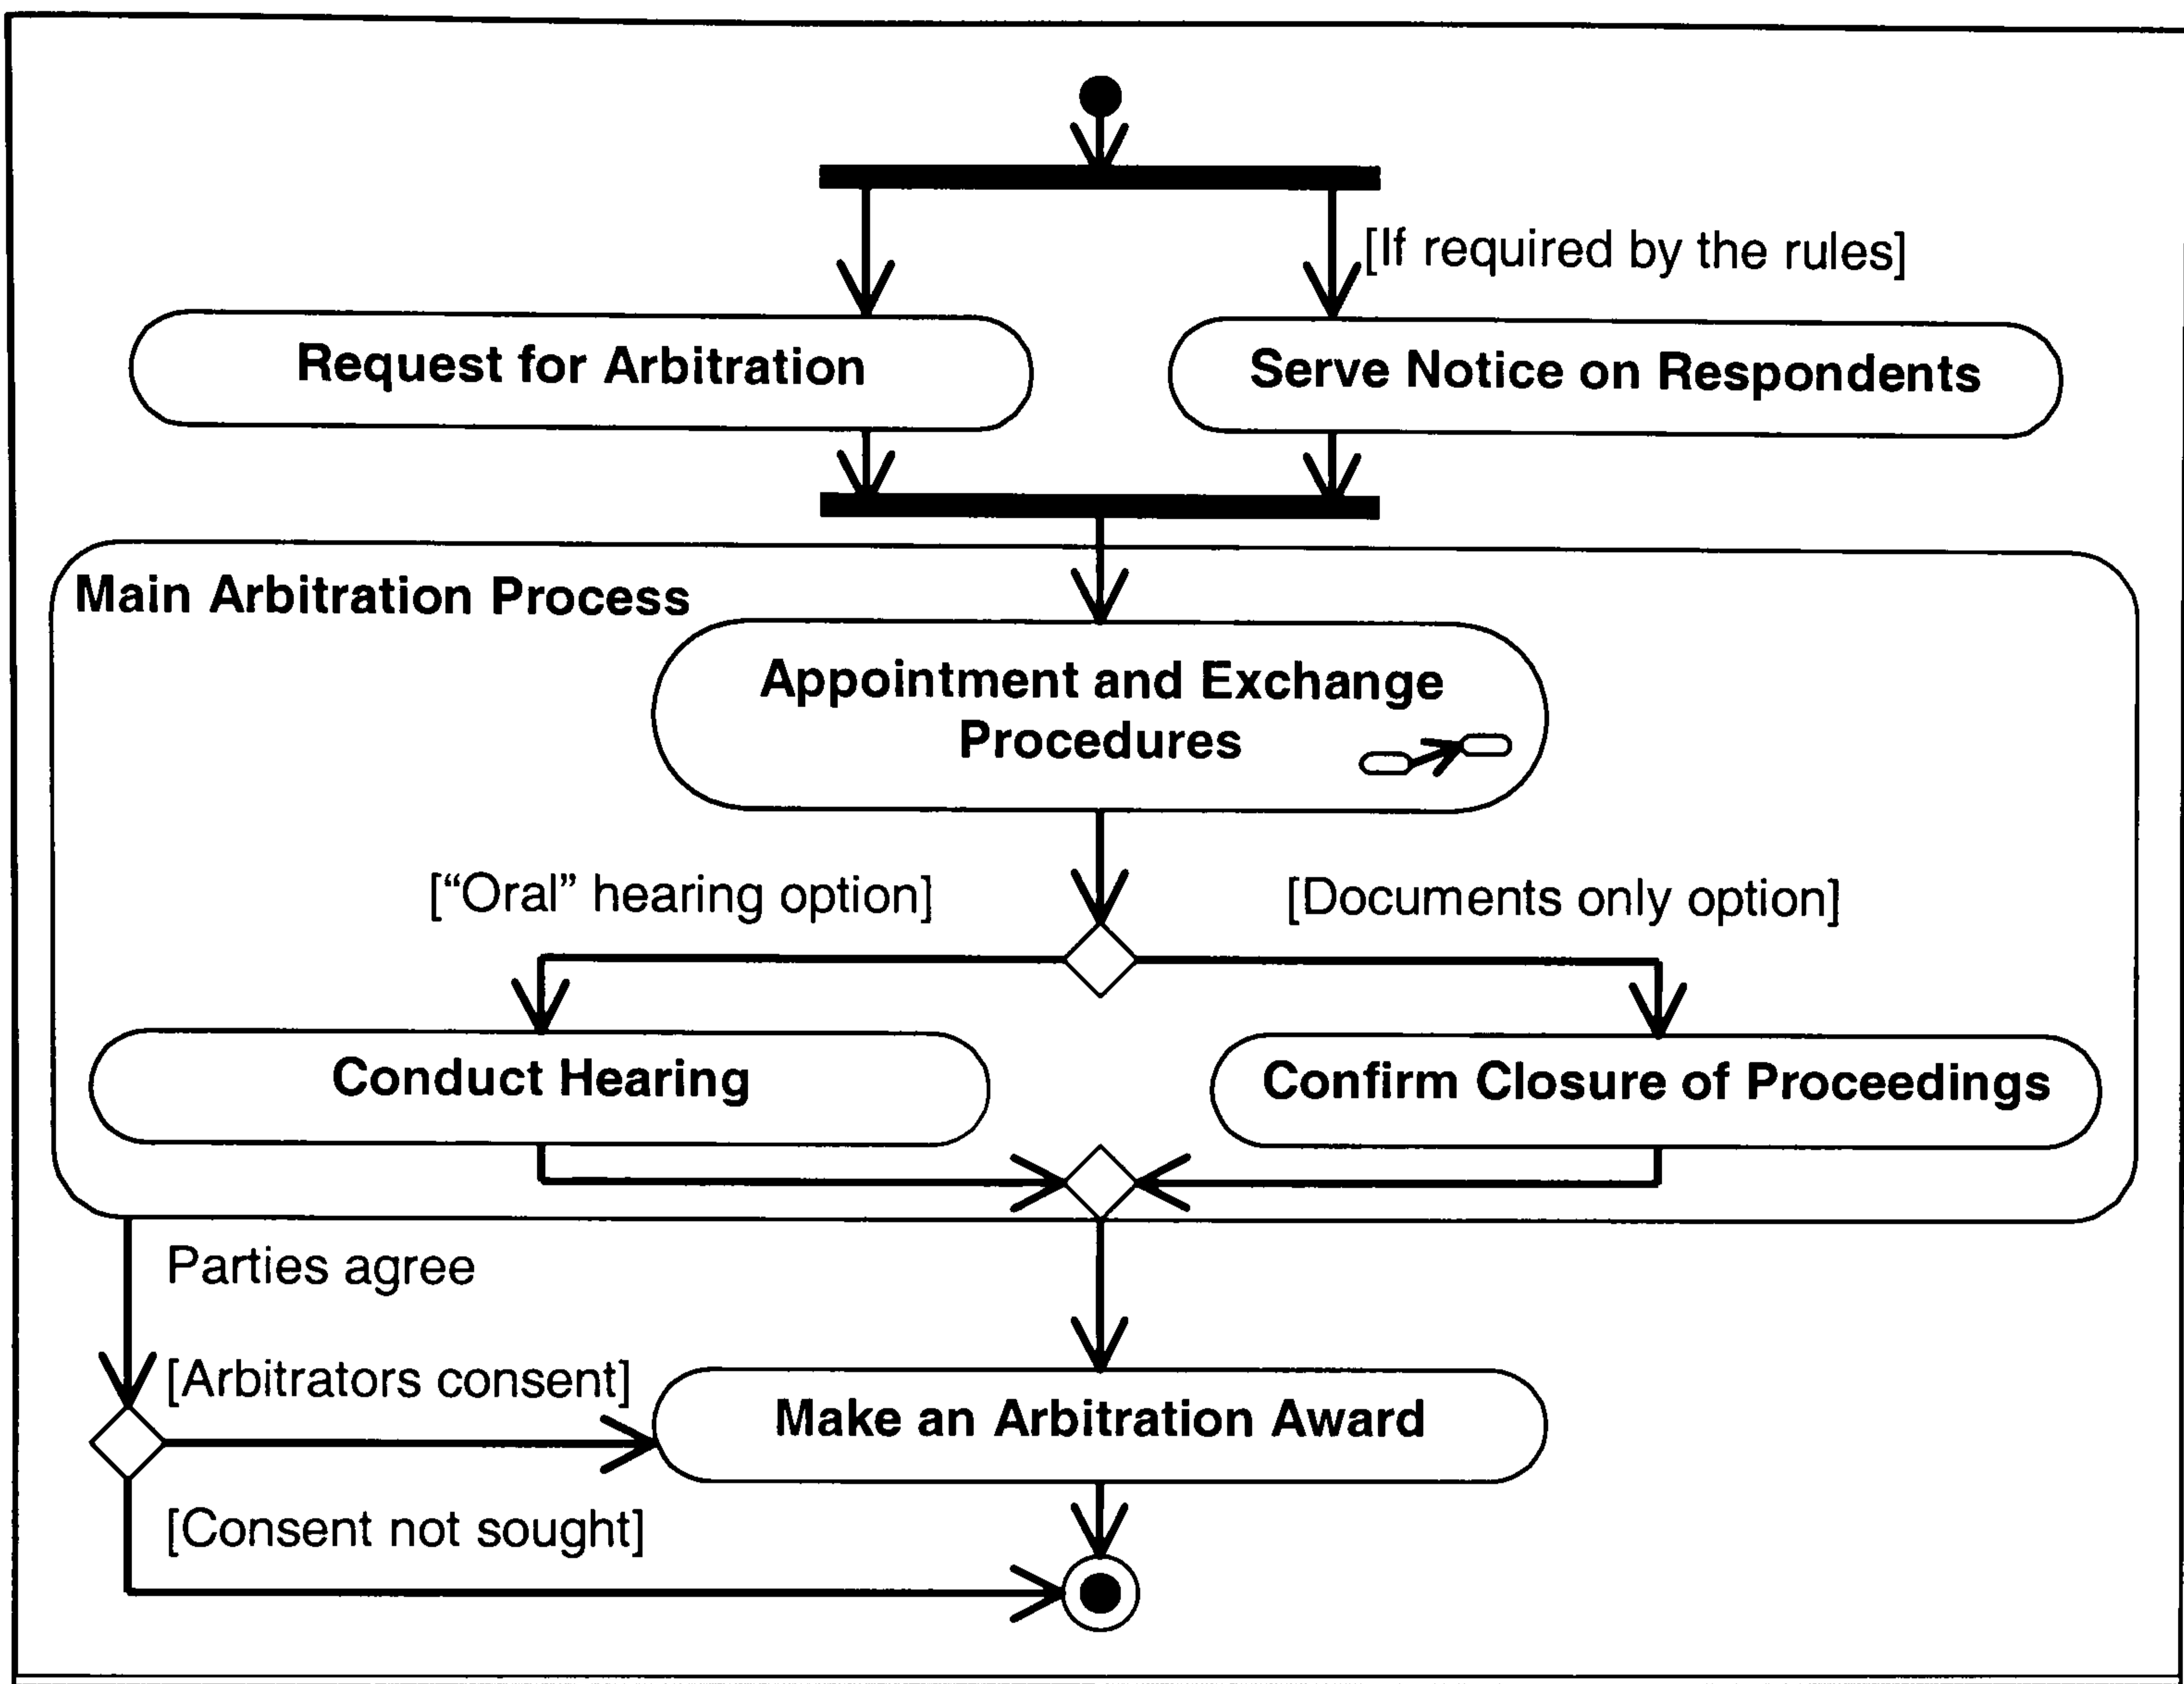 [If required by the rules]
Request for Arbitration
Serve Notice on Respondents
Main Arbitration Process
Appointment and Exchange
Procedures
[“Oral” hearing option]
[Documents only option]
Conduct Hearing
Confirm Closure of Proceedings
Parties agree
[Arbitrators consent]
Make an Arbitration Award
[Consent not sought]